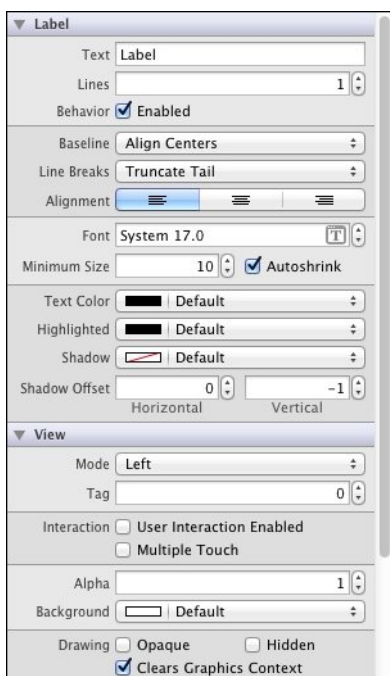 Label
Text Label
Lines 1
Behavior Enabled
Baseline Align Centers
Line Breaks Truncate Tail
Alignment
Font System 17.0 T
Minimum Size 10 Autoshrink
Text Color Default
Highlighted Default
Shadow Default
Shadow Offset 0 -1
Horizontal Vertical
View
Mode Left
Tag 0
Interaction User Interaction Enabled
Multiple Touch
Alpha 1
Background Default
Drawing Opaque Hidden
Clears Graphics Context